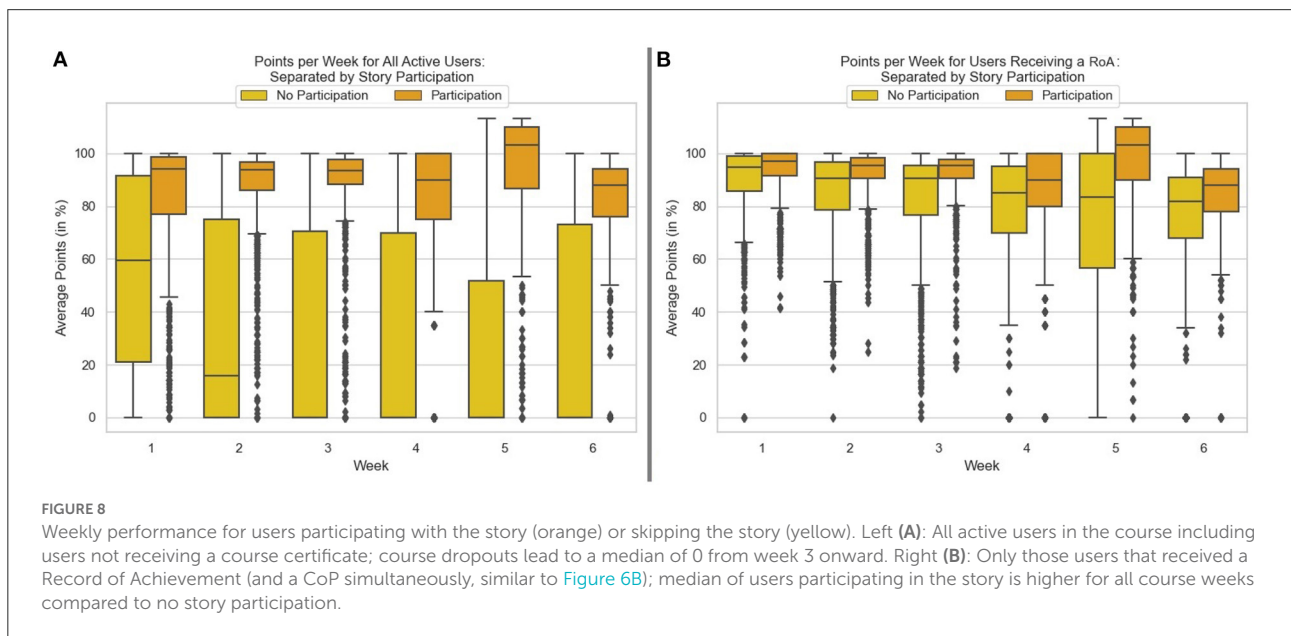 A
Points per Week for All Active Users:
Separated by Story Participation
No Participation
Participation
Average Points (in %)
100
80
60
40
20
0
1 2 3 4 5 6
Week
B
Points per Week for Users Receiving a RoA:
Separated by Story Participation
No Participation
Participation
Average Points (in %)
100
80
60
40
20
0
1 2 3 4 5 6
Week
FIGURE 8
Weekly performance for users participating with the story (orange) or skipping the story (yellow). Left (A): All active users in the course including
users not receiving a course certificate; course dropouts lead to a median of 0 from week 3 onward. Right (B): Only those users that received a
Record of Achievement (and a CoP simultaneously, similar to Figure 6B); median of users participating in the story is higher for all course weeks
compared to no story participation.